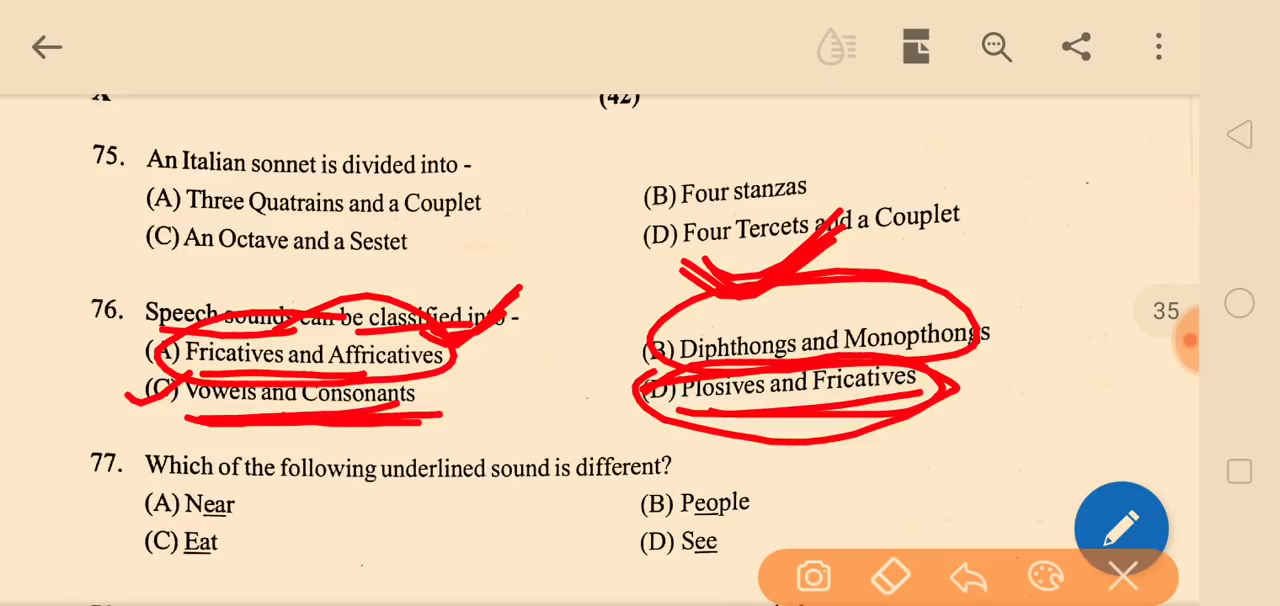 X (42)
75. An Italian sonnet is divided into -
(A) Three Quatrains and a Couplet (B) Four stanzas
(C) An Octave and a Sestet (D) Four Tercets and a Couplet
76. Speech sounds can be classified into -
(A) Fricatives and Affricatives (B) Diphthongs and Monopthongs
(C) Vowels and Consonants (D) Plosives and Fricatives
35
77. Which of the following underlined sound is different?
(A) Near (B) People
(C) Eat (D) See